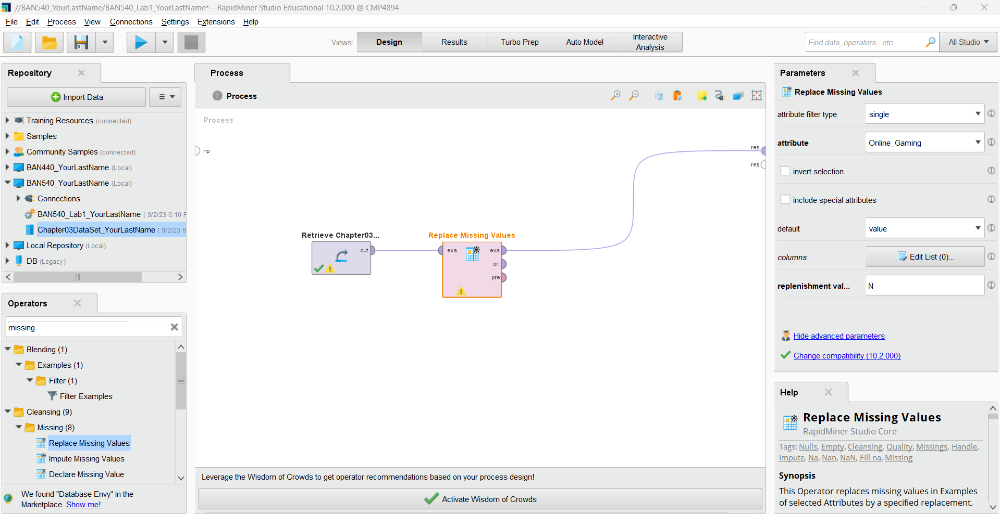 //BAN540_YourLastName/BAN540_Lab1_YourLastName* – RapidMiner Studio Educational 10.2.000 @ CMP4894
File Edit Process View Connections Settings Extensions Help
Views: Design Results Turbo Prep Auto Model Interactive Analysis
Find data, operators...etc All Studio
Repository
Import Data
Training Resources (connected)
Samples
Community Samples (connected)
BAN440_YourLastName (Local)
BAN540_YourLastName (Local)
Connections
BAN540_Lab1_YourLastName ( 9/2/23 6:10 P
Chapter03DataSet_YourLastName ( 9/2/23 6
Local Repository (Local)
DB (Legacy)
Operators
missing
Blending (1)
Examples (1)
Filter (1)
Filter Examples
Cleansing (9)
Missing (8)
Replace Missing Values
Impute Missing Values
Declare Missing Value
We found "Database Envy" in the
Marketplace. Show me!
Process
Process
Process
inp
res
res
Retrieve Chapter03...
out
Replace Missing Values
exa exa
ori
pre
Leverage the Wisdom of Crowds to get operator recommendations based on your process design!
Activate Wisdom of Crowds
Parameters
Replace Missing Values
attribute filter type single
attribute Online_Gaming
invert selection
include special attributes
default value
columns Edit List (0)...
replenishment val... N
Hide advanced parameters
Change compatibility (10.2.000)
Help
Replace Missing Values
RapidMiner Studio Core
Tags: Nulls, Empty, Cleansing, Quality, Missings, Handle,
Impute, Na, Nan, NaN, Fill na, Missing
Synopsis
This Operator replaces missing values in Examples
of selected Attributes by a specified replacement.